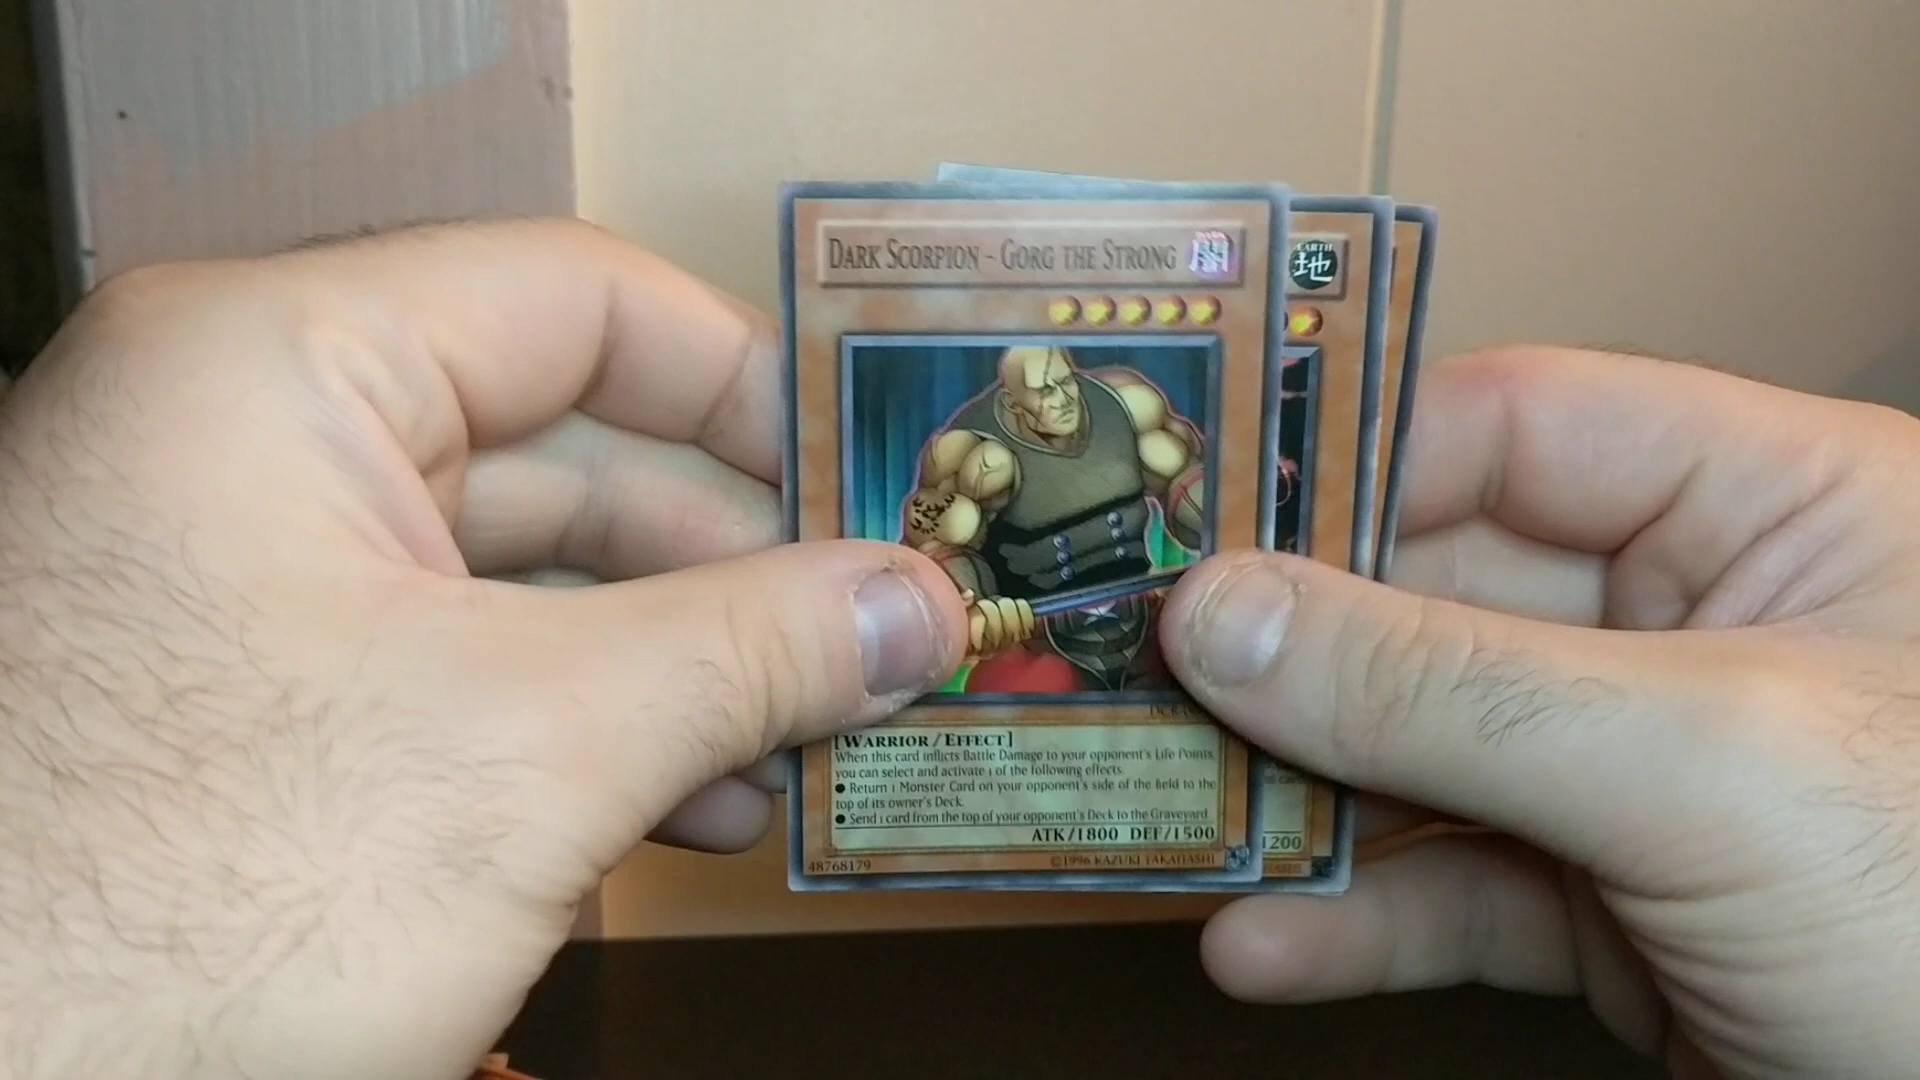 DARK SCORPION - GORG THE STRONG
EARTH
地
DCR-
[WARRIOR/EFFECT]
When this card inflicts Battle Damage to your opponent's Life Points,
you can select and activate 1 of the following effects.
● Return 1 Monster Card on your opponent's side of the field to the
top of its owner's Deck.
● Send 1 card from the top of your opponent's Deck to the Graveyard
ATK/1800 DEF/1500
1200
48768179
©1996 KAZUKI TAKAHASHI